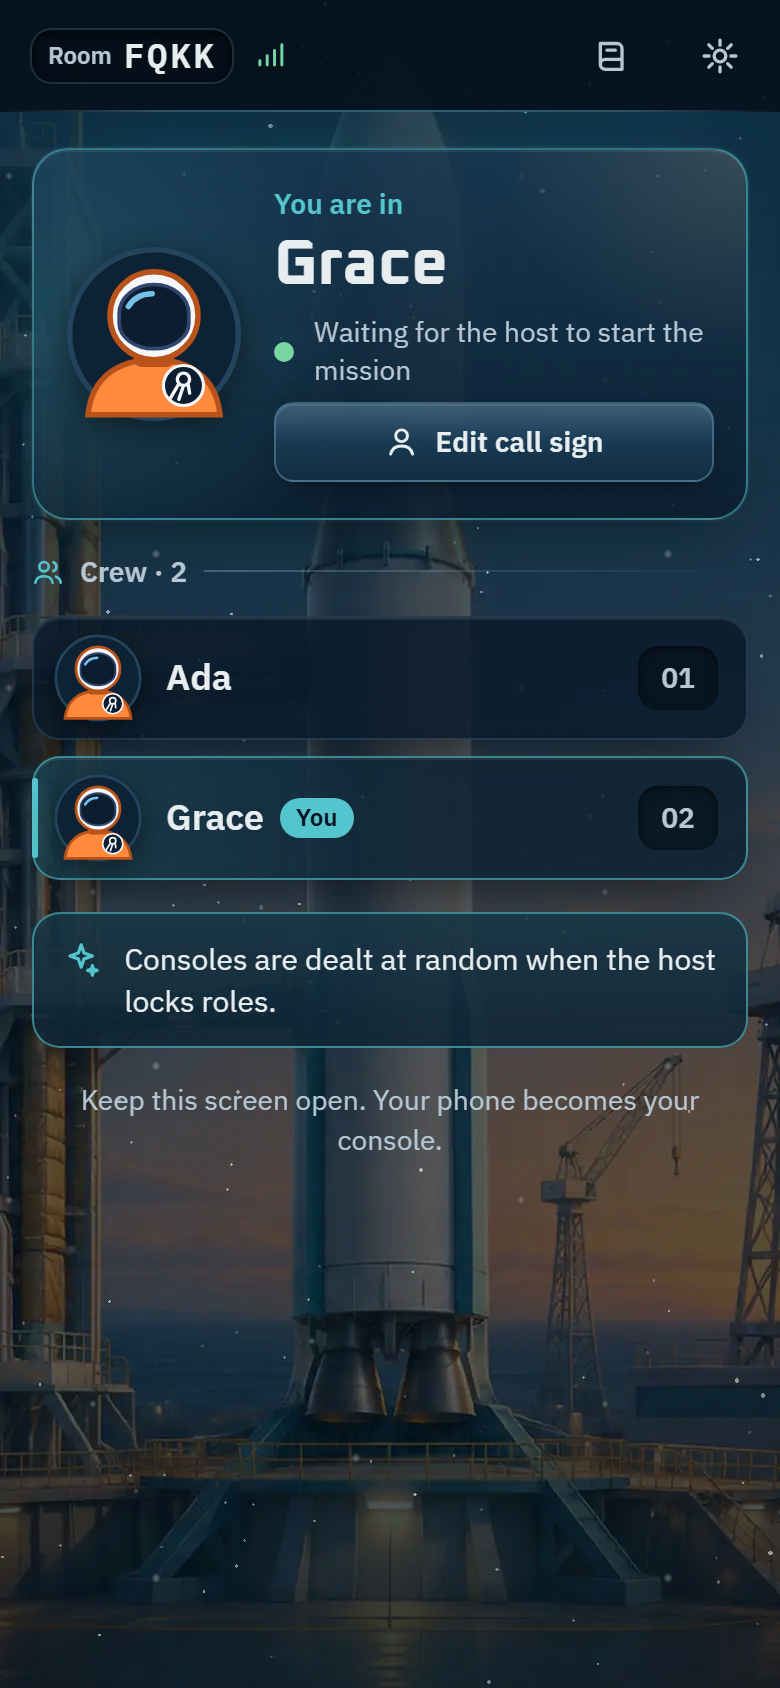 Room FQKK
You are in
Grace
Waiting for the host to start the
mission
Edit call sign
Crew · 2
Ada 01
Grace You 02
Consoles are dealt at random when the host
locks roles.
Keep this screen open. Your phone becomes your
console.